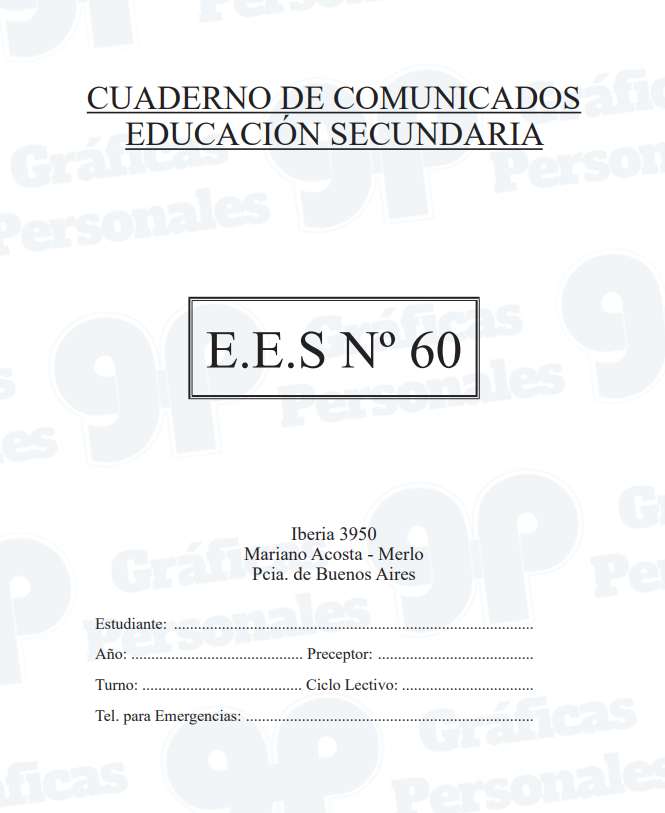 CUADERNO DE COMUNICADOS
EDUCACIÓN SECUNDARIA
E.E.S Nº 60
Iberia 3950
Mariano Acosta - Merlo
Pcia. de Buenos Aires
Estudiante: ..........................................................................................
Año: ........................................... Preceptor: .......................................
Turno: ........................................ Ciclo Lectivo: .................................
Tel. para Emergencias: ........................................................................
Gráficas
Personales
gp